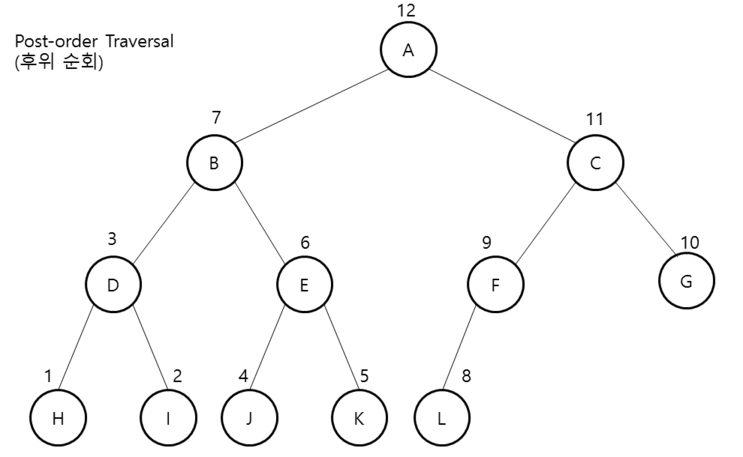 Post-order Traversal
(후위 순회)
12
A
7
11
B
C
3
6
9
10
D
E
F
G
1
2
4
5
8
H
I
J
K
L